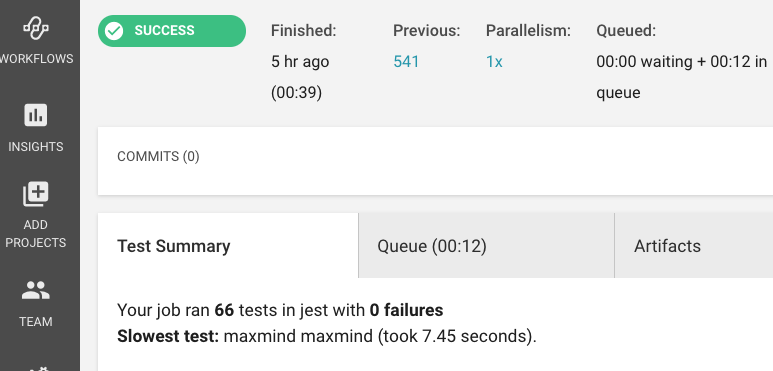 WORKFLOWS
INSIGHTS
ADD
PROJECTS
TEAM
SUCCESS
Finished:
5 hr ago
(00:39)
Previous:
541
Parallelism:
1x
Queued:
00:00 waiting + 00:12 in
queue
COMMITS (0)
Test Summary
Queue (00:12)
Artifacts
Your job ran 66 tests in jest with 0 failures
Slowest test: maxmind maxmind (took 7.45 seconds).